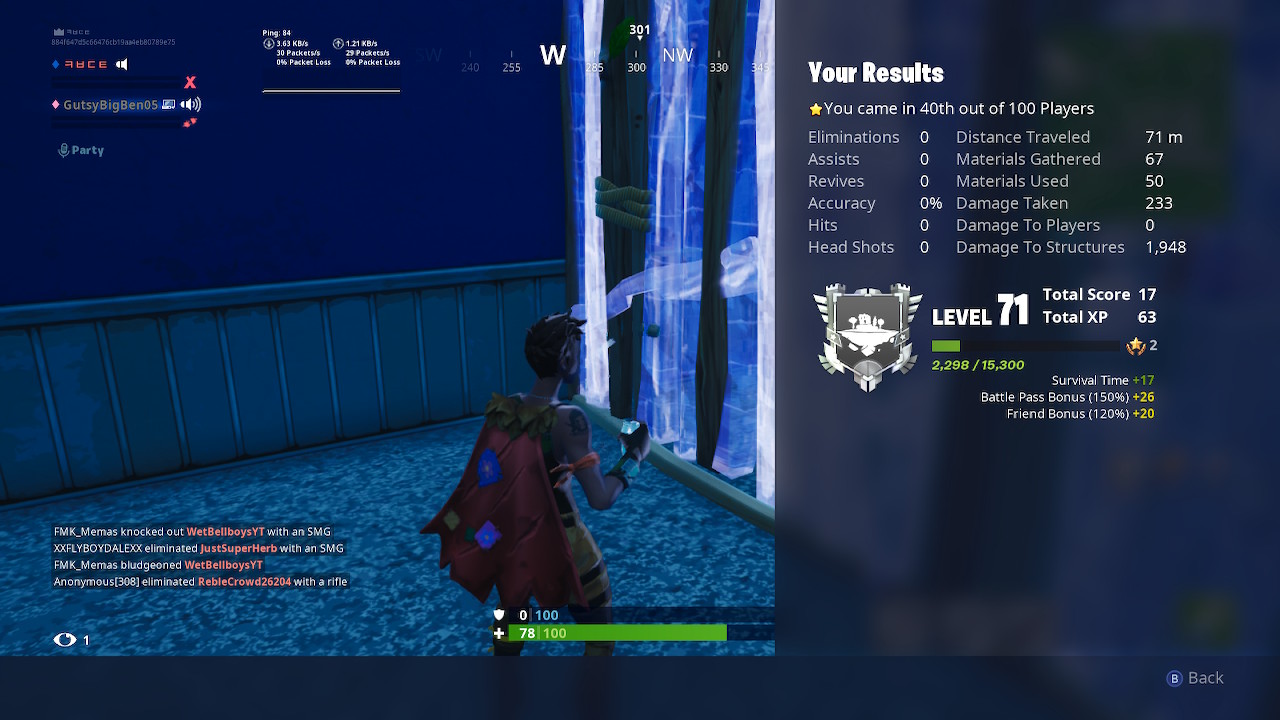 ㅋㅂㄷㄷ
884f647d5c66476cb19aa4eb80789e75
ㅋㅂㄷㄷ
GutsyBigBen05
Party
Ping: 84
3.63 KB/s 1.21 KB/s
30 Packets/s 29 Packets/s
0% Packet Loss 0% Packet Loss
301
SW 240 255 W 285 300 NW 330 345
Your Results
You came in 40th out of 100 Players
Eliminations 0 Distance Traveled 71 m
Assists 0 Materials Gathered 67
Revives 0 Materials Used 50
Accuracy 0% Damage Taken 233
Hits 0 Damage To Players 0
Head Shots 0 Damage To Structures 1,948
LEVEL 71 Total Score 17
Total XP 63
2
2,298 / 15,300
Survival Time +17
Battle Pass Bonus (150%) +26
Friend Bonus (120%) +20
FMK_Memas knocked out WetBellboysYT with an SMG
XXFLYBOYDALEXX eliminated JustSuperHerb with an SMG
FMK_Memas bludgeoned WetBellboysYT
Anonymous[308] eliminated RebleCrowd26204 with a rifle
0 | 100
78 | 100
1
B Back